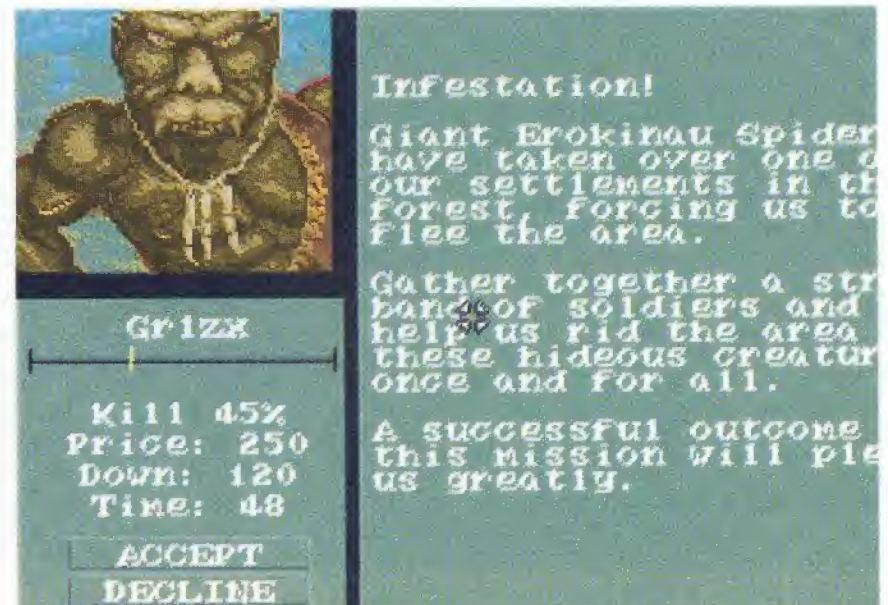 Gr1zx
Kill 45%
Price: 250
Down: 120
Time: 48
ACCEPT
DECLINE
Infestation!
Giant Erokinau Spider
have taken over one o
our settlements in th
forest, forcing us to
flee the area.
Gather together a str
band of soldiers and
help us rid the area
these hideous creatur
once and for all.
A successful outcome
this mission will ple
us greatly.